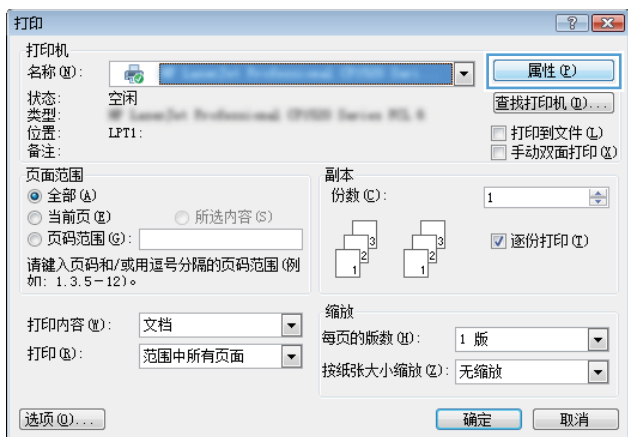 打印
打印机
名称(N):
属性(P)
状态: 空闲
类型:
查找打印机(D)...
位置: LPT1:
打印到文件(L)
备注:
手动双面打印(X)
页面范围
全部(A)
当前页(E) 所选内容(S)
页码范围(G):
请键入页码和/或用逗号分隔的页码范围(例
如: 1.3.5-12)。
副本
份数(C): 1
3
2
1
3
2
1
逐份打印(T)
打印内容(W): 文档
打印(R): 范围中所有页面
缩放
每页的版数(H): 1 版
按纸张大小缩放(Z): 无缩放
选项(O)...
确定
取消